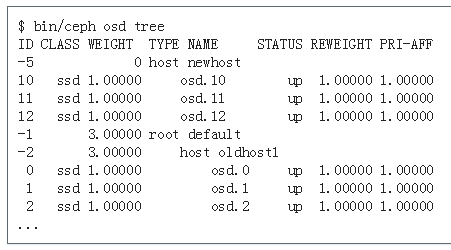 $ bin/ceph osd tree
ID CLASS WEIGHT  TYPE NAME     STATUS REWEIGHT PRI-AFF
-5             0 host newhost
10   ssd 1.00000     osd.10        up  1.00000 1.00000
11   ssd 1.00000     osd.11        up  1.00000 1.00000
12   ssd 1.00000     osd.12        up  1.00000 1.00000
-1       3.00000 root default
-2       3.00000     host oldhost1
 0   ssd 1.00000         osd.0     up  1.00000 1.00000
 1   ssd 1.00000         osd.1     up  1.00000 1.00000
 2   ssd 1.00000         osd.2     up  1.00000 1.00000
...